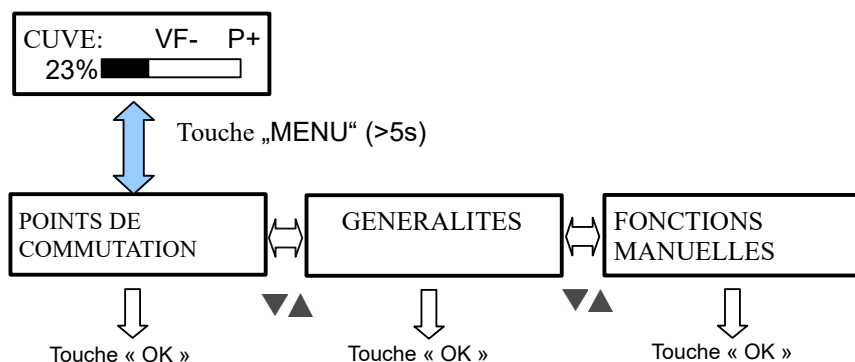 CUVE: VF- P+
23%
Touche „MENU“ (>5s)
POINTS DE
COMMUTATION
GENERALITES
FONCTIONS
MANUELLES
Touche « OK »
Touche « OK »
Touche « OK »